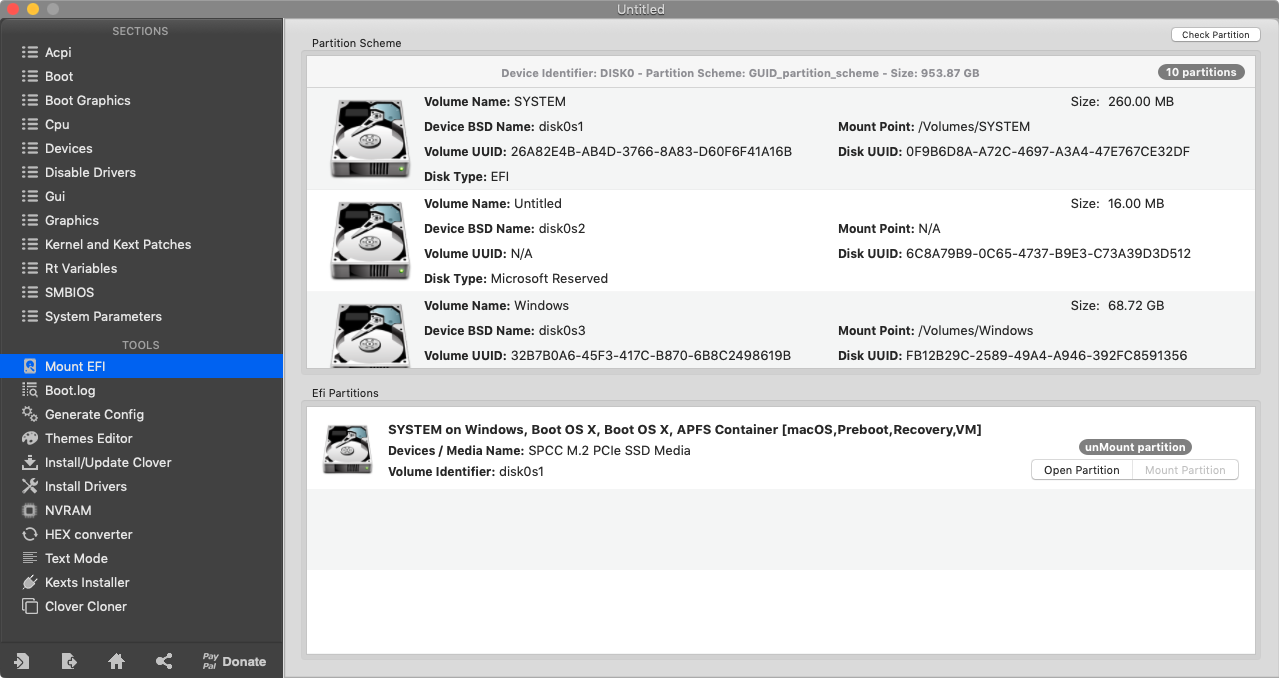 Untitled
SECTIONS
Acpi
Boot
Boot Graphics
Cpu
Devices
Disable Drivers
Gui
Graphics
Kernel and Kext Patches
Rt Variables
SMBIOS
System Parameters
TOOLS
Mount EFI
Boot.log
Generate Config
Themes Editor
Install/Update Clover
Install Drivers
NVRAM
HEX converter
Text Mode
Kexts Installer
Clover Cloner
Pay
Pal
Donate
Check Partition
Partition Scheme
Device Identifier: DISK0 - Partition Scheme: GUID_partition_scheme - Size: 953.87 GB
10 partitions
Volume Name: SYSTEM
Size: 260.00 MB
Device BSD Name: disk0s1
Mount Point: /Volumes/SYSTEM
Volume UUID: 26A82E4B-AB4D-3766-8A83-D60F6F41A16B
Disk UUID: 0F9B6D8A-A72C-4697-A3A4-47E767CE32DF
Disk Type: EFI
Volume Name: Untitled
Size: 16.00 MB
Device BSD Name: disk0s2
Mount Point: N/A
Volume UUID: N/A
Disk UUID: 6C8A79B9-0C65-4737-B9E3-C73A39D3D512
Disk Type: Microsoft Reserved
Volume Name: Windows
Size: 68.72 GB
Device BSD Name: disk0s3
Mount Point: /Volumes/Windows
Volume UUID: 32B7B0A6-45F3-417C-B870-6B8C2498619B
Disk UUID: FB12B29C-2589-49A4-A946-392FC8591356
Efi Partitions
SYSTEM on Windows, Boot OS X, Boot OS X, APFS Container [macOS,Preboot,Recovery,VM]
Devices / Media Name: SPCC M.2 PCIe SSD Media
Volume Identifier: disk0s1
unMount partition
Open Partition
Mount Partition